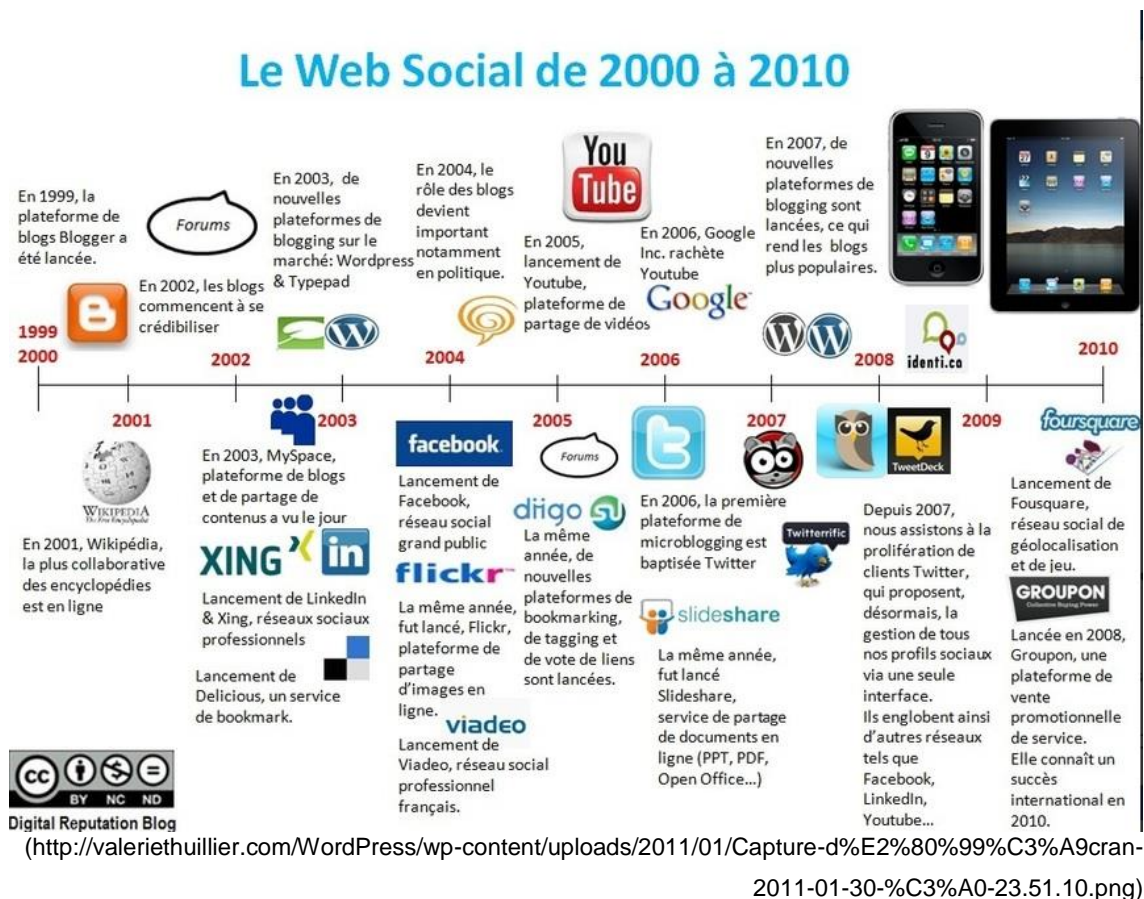 Le Web Social de 2000 à 2010
En 1999, la
plateforme de
blogs Blogger a
été lancée.
Forums
En 2002, les blogs
commencent à se
crédibiliser
En 2003, de
nouvelles
plateformes de
blogging sur le
marché: Wordpress
& Typepad
En 2004, le
rôle des blogs
devient
important
notamment
en politique.
You
Tube
En 2005,
lancement de
Youtube,
plateforme de
partage de vidéos
En 2006, Google
Inc. rachète
Youtube
Google
En 2007, de
nouvelles
plateformes de
blogging sont
lancées, ce qui
rend les blogs
plus populaires.
identi.ca
1999
2000
2002
2004
2006
2008
2010
2001
2003
2005
2007
2009
WIKIPEDIA
The Free Encyclopedia
En 2001, Wikipédia,
la plus collaborative
des encyclopédies
est en ligne
En 2003, MySpace,
plateforme de blogs
et de partage de
contenus a vu le jour
XING
in
Lancement de LinkedIn
& Xing, réseaux sociaux
professionnels
Lancement de
Delicious, un service
de bookmark.
facebook
Lancement de
Facebook,
réseau social
grand public
flickr
La même année,
fut lancé, Flickr,
plateforme de
partage
d'images en
ligne.
viadeo
Lancement de
Viadeo, réseau social
professionnel
français.
Forums
diigo
La même
année, de
nouvelles
plateformes de
bookmarking,
de tagging et
de vote de liens
sont lancées.
En 2006, la première
plateforme de
microblogging est
baptisée Twitter
slideshare
La même année,
fut lancé
Slideshare,
service de partage
de documents en
ligne (PPT, PDF,
Open Office...)
Twitterrific
TweetDeck
Depuis 2007,
nous assistons à la
prolifération de
clients Twitter,
qui proposent,
désormais, la
gestion de tous
nos profils sociaux
via une seule
interface.
Ils englobent ainsi
d'autres réseaux
tels que
Facebook,
LinkedIn,
Youtube...
foursquare
Lancement de
Fousquare,
réseau social de
géolocalisation
et de jeu.
GROUPON
Collective Buying Power
Lancée en 2008,
Groupon, une
plateforme de
vente
promotionnelle
de service.
Elle connaît un
succès
international en
2010.
CC
BY NC ND
Digital Reputation Blog
(http://valeriethuillier.com/WordPress/wp-content/uploads/2011/01/Capture-d%E2%80%99%C3%A9cran-
2011-01-30-%C3%A0-23.51.10.png)